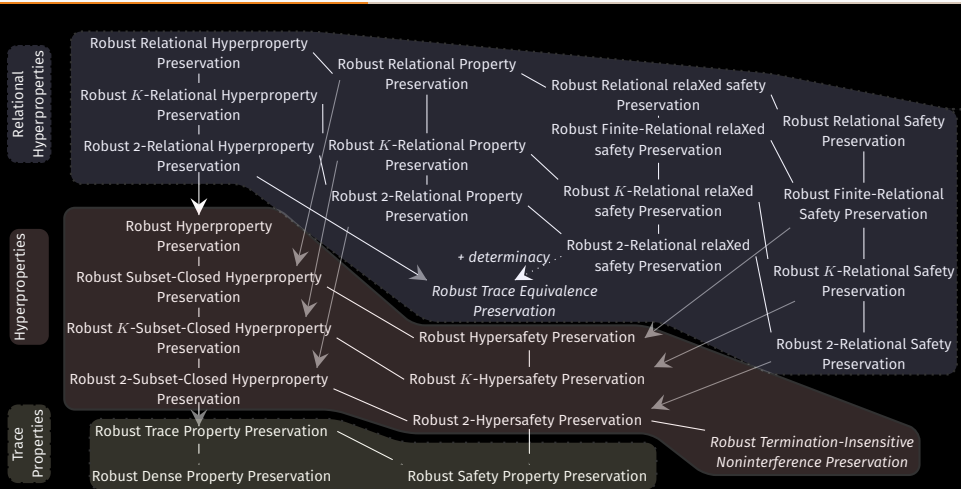 Relational
Hyperproperties
Robust Relational Hyperproperty
Preservation
Robust K-Relational Hyperproperty
Preservation
Robust 2-Relational Hyperproperty
Preservation
Robust Relational Property
Preservation
Robust K-Relational Property
Preservation
Robust 2-Relational Property
Preservation
Robust Relational relaXed safety
Preservation
Robust Finite-Relational relaXed
safety Preservation
Robust K-Relational relaXed
safety Preservation
Robust 2-Relational relaXed
safety Preservation
Robust Relational Safety
Preservation
Robust Finite-Relational
Safety Preservation
Robust K-Relational Safety
Preservation
Robust 2-Relational Safety
Preservation
+ determinacy
Robust Trace Equivalence
Preservation
Hyperproperties
Robust Hyperproperty
Preservation
Robust Subset-Closed Hyperproperty
Preservation
Robust K-Subset-Closed Hyperproperty
Preservation
Robust 2-Subset-Closed Hyperproperty
Preservation
Robust Hypersafety Preservation
Robust K-Hypersafety Preservation
Robust 2-Hypersafety Preservation
Robust Termination-Insensitive
Noninterference Preservation
Trace
Properties
Robust Trace Property Preservation
Robust Dense Property Preservation
Robust Safety Property Preservation